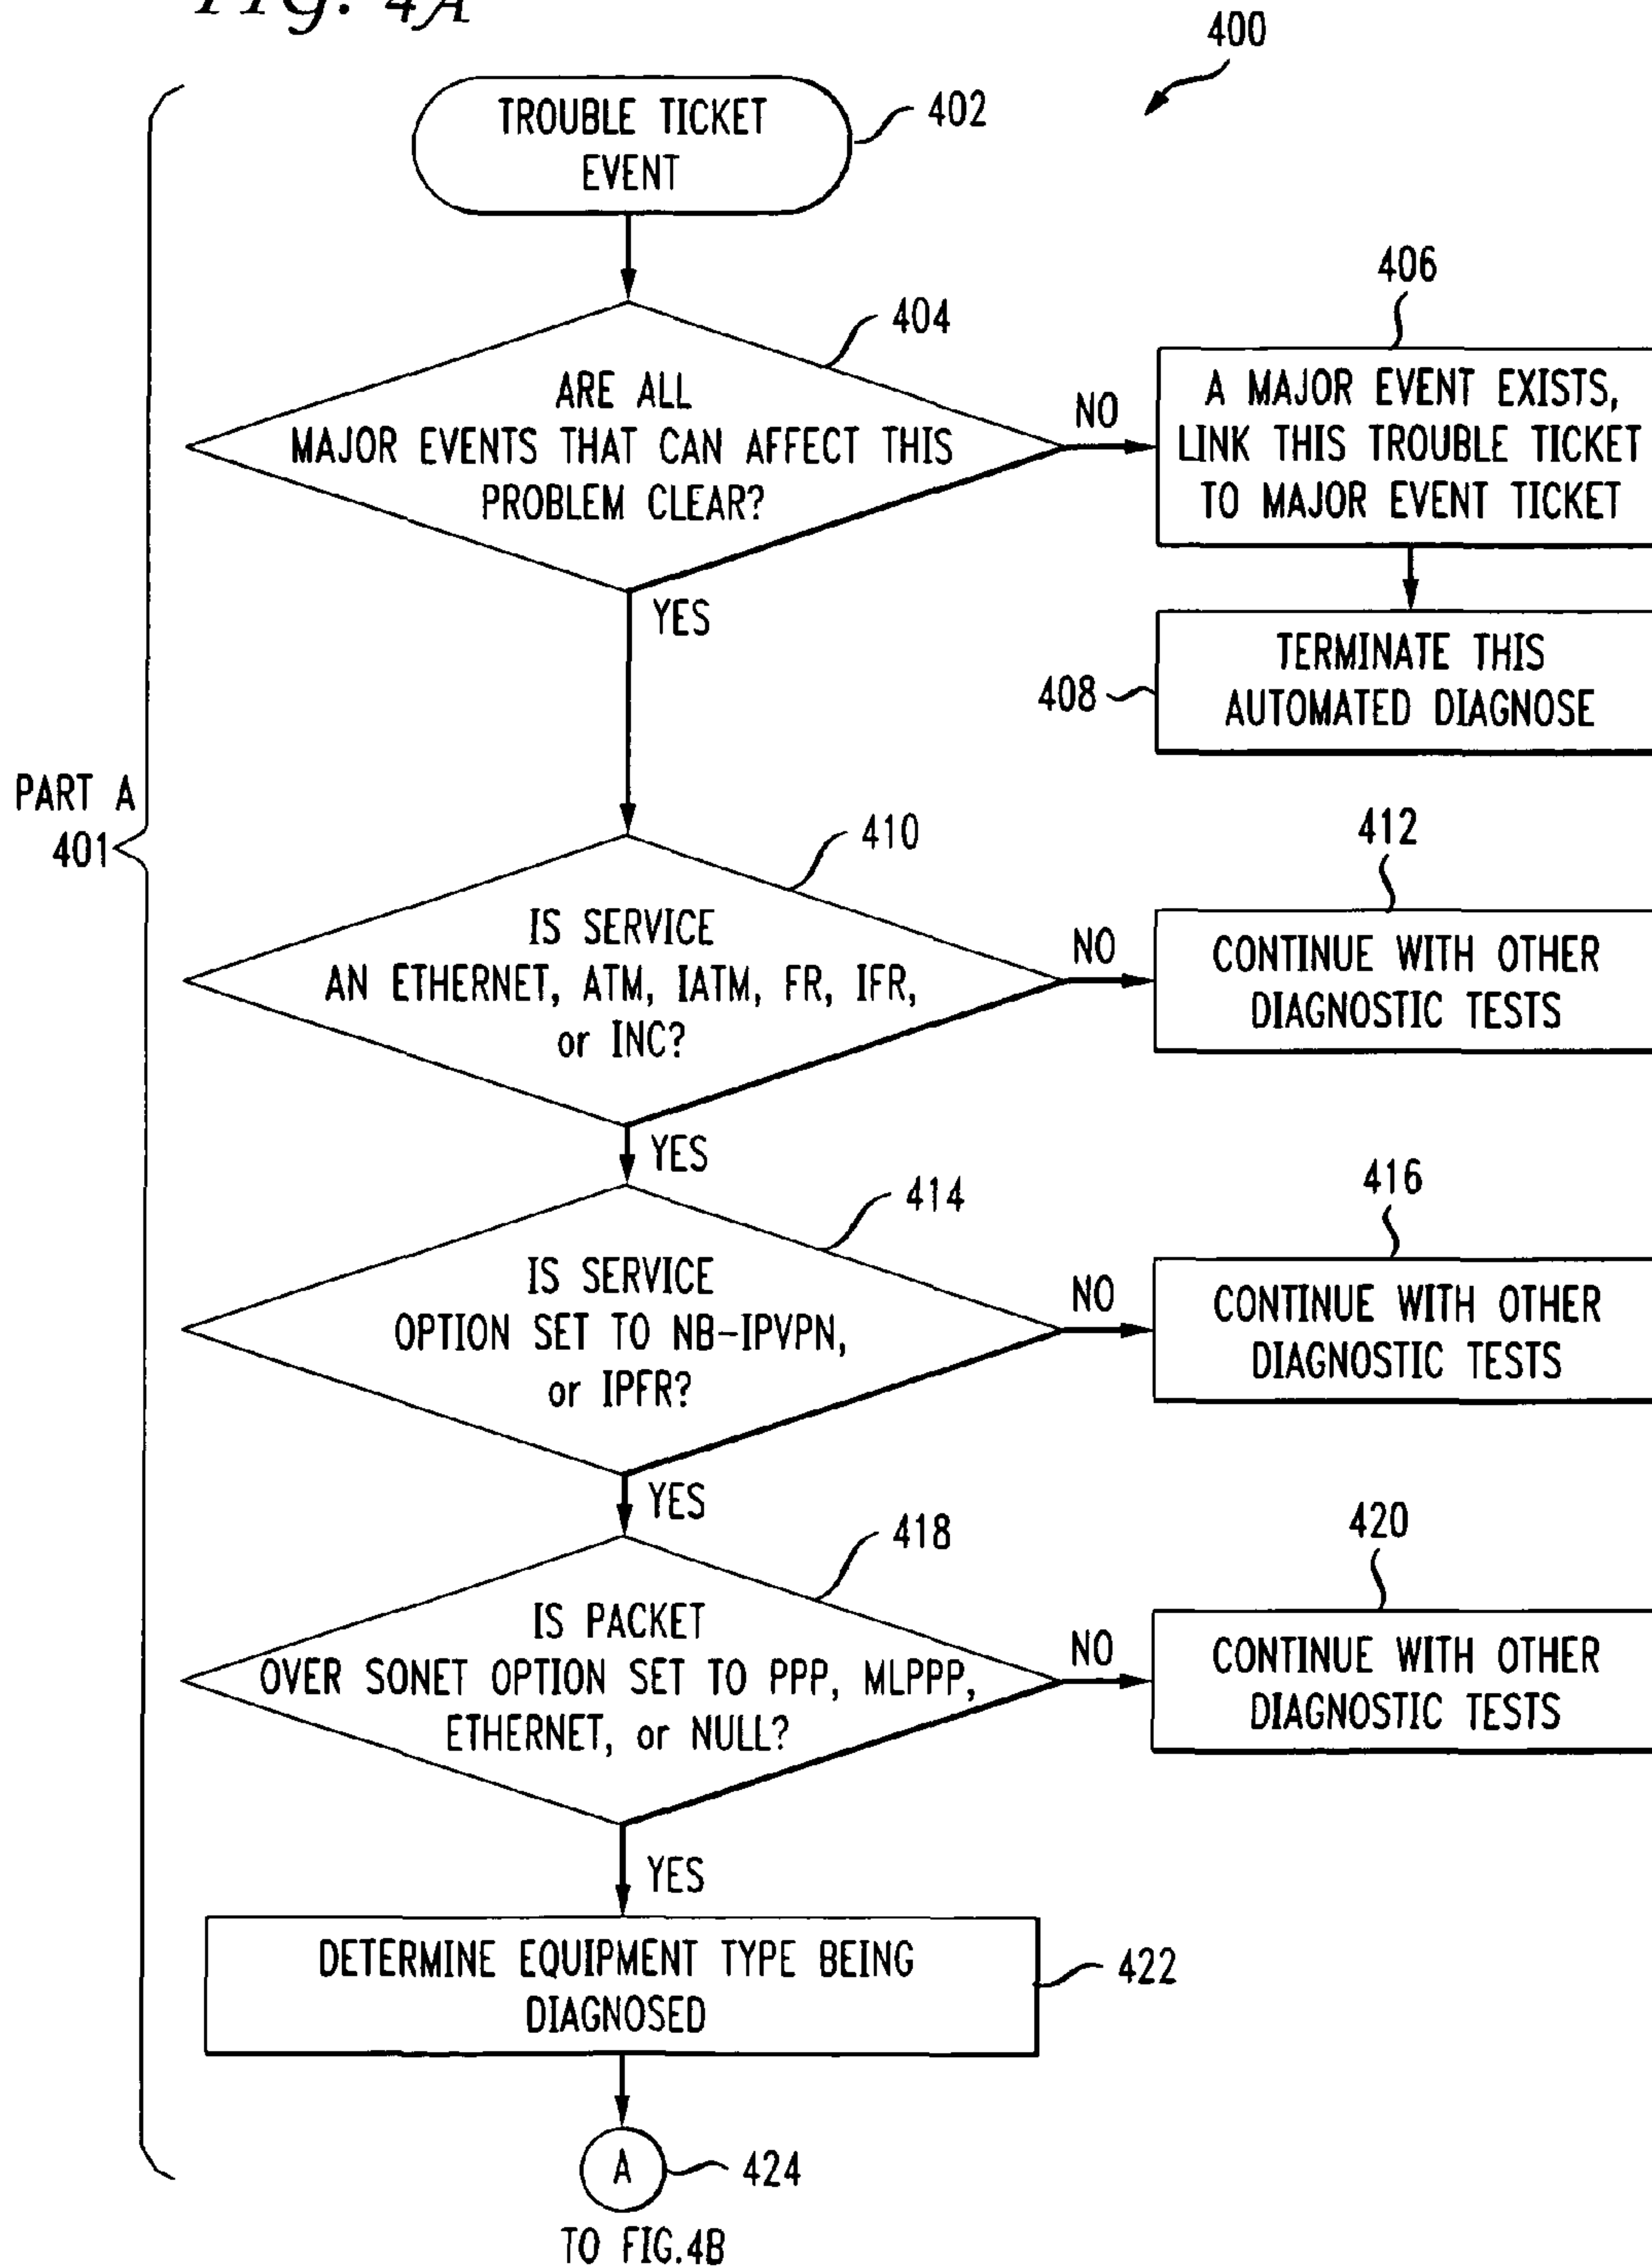 FIG. 4A
400
TROUBLE TICKET
EVENT
402
404
ARE ALL
MAJOR EVENTS THAT CAN AFFECT THIS
PROBLEM CLEAR?
NO
YES
406
A MAJOR EVENT EXISTS,
LINK THIS TROUBLE TICKET
TO MAJOR EVENT TICKET
408
TERMINATE THIS
AUTOMATED DIAGNOSE
PART A
401
410
IS SERVICE
AN ETHERNET, ATM, IATM, FR, IFR,
or INC?
NO
YES
412
CONTINUE WITH OTHER
DIAGNOSTIC TESTS
414
IS SERVICE
OPTION SET TO NB-IPVPN,
or IPFR?
NO
YES
416
CONTINUE WITH OTHER
DIAGNOSTIC TESTS
418
IS PACKET
OVER SONET OPTION SET TO PPP, MLPPP,
ETHERNET, or NULL?
NO
YES
420
CONTINUE WITH OTHER
DIAGNOSTIC TESTS
DETERMINE EQUIPMENT TYPE BEING
DIAGNOSED
422
A
424
TO FIG.4B